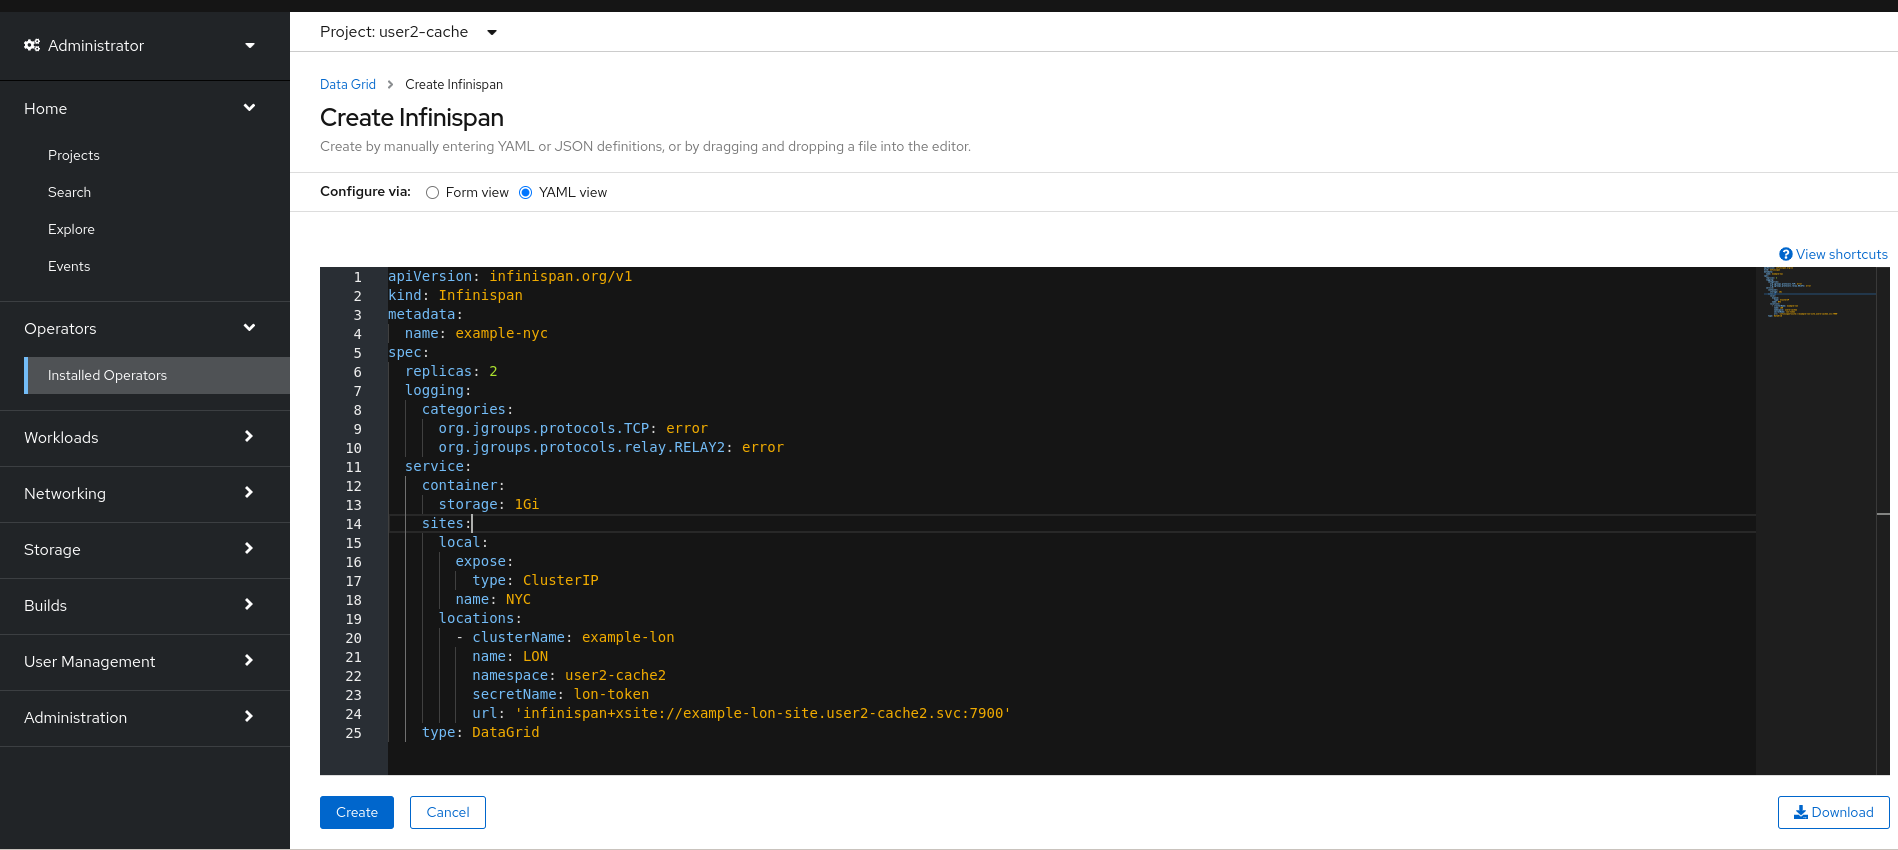 Administrator
Home
Projects
Search
Explore
Events
Operators
Installed Operators
Workloads
Networking
Storage
Builds
User Management
Administration
Project: user2-cache
Data Grid > Create Infinispan
Create Infinispan
Create by manually entering YAML or JSON definitions, or by dragging and dropping a file into the editor.
Configure via: Form view YAML view
View shortcuts
1 apiVersion: infinispan.org/v1
2 kind: Infinispan
3 metadata:
4   name: example-nyc
5 spec:
6   replicas: 2
7   logging:
8     categories:
9       org.jgroups.protocols.TCP: error
10       org.jgroups.protocols.relay.RELAY2: error
11   service:
12     container:
13       storage: 1Gi
14     sites:
15       local:
16         expose:
17           type: ClusterIP
18         name: NYC
19       locations:
20         - clusterName: example-lon
21           name: LON
22           namespace: user2-cache2
23           secretName: lon-token
24           url: 'infinispan+xsite://example-lon-site.user2-cache2.svc:7900'
25     type: DataGrid
Create Cancel Download